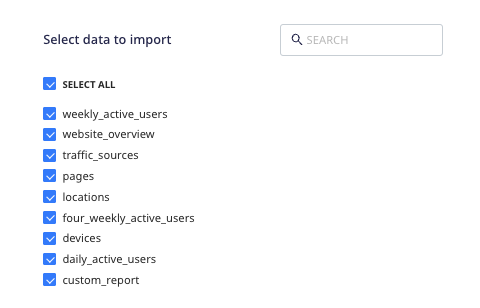 Select data to import
SEARCH
SELECT ALL
weekly_active_users
website_overview
traffic_sources
pages
locations
four_weekly_active_users
devices
daily_active_users
custom_report